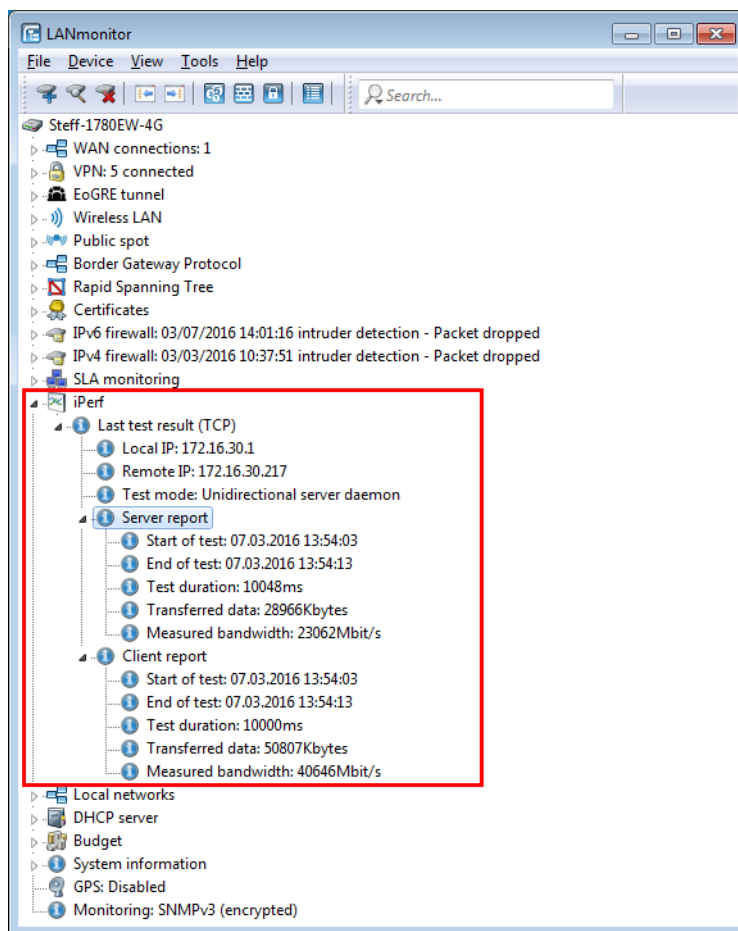 LANmonitor
File Device View Tools Help
Search...
Steff-1780EW-4G
WAN connections: 1
VPN: 5 connected
EoGRE tunnel
Wireless LAN
Public spot
Border Gateway Protocol
Rapid Spanning Tree
Certificates
IPv6 firewall: 03/07/2016 14:01:16 intruder detection - Packet dropped
IPv4 firewall: 03/03/2016 10:37:51 intruder detection - Packet dropped
SLA monitoring
iPerf
Last test result (TCP)
Local IP: 172.16.30.1
Remote IP: 172.16.30.217
Test mode: Unidirectional server daemon
Server report
Start of test: 07.03.2016 13:54:03
End of test: 07.03.2016 13:54:13
Test duration: 10048ms
Transferred data: 28966Kbytes
Measured bandwidth: 23062Mbit/s
Client report
Start of test: 07.03.2016 13:54:03
End of test: 07.03.2016 13:54:13
Test duration: 10000ms
Transferred data: 50807Kbytes
Measured bandwidth: 40646Mbit/s
Local networks
DHCP server
Budget
System information
GPS: Disabled
Monitoring: SNMPv3 (encrypted)